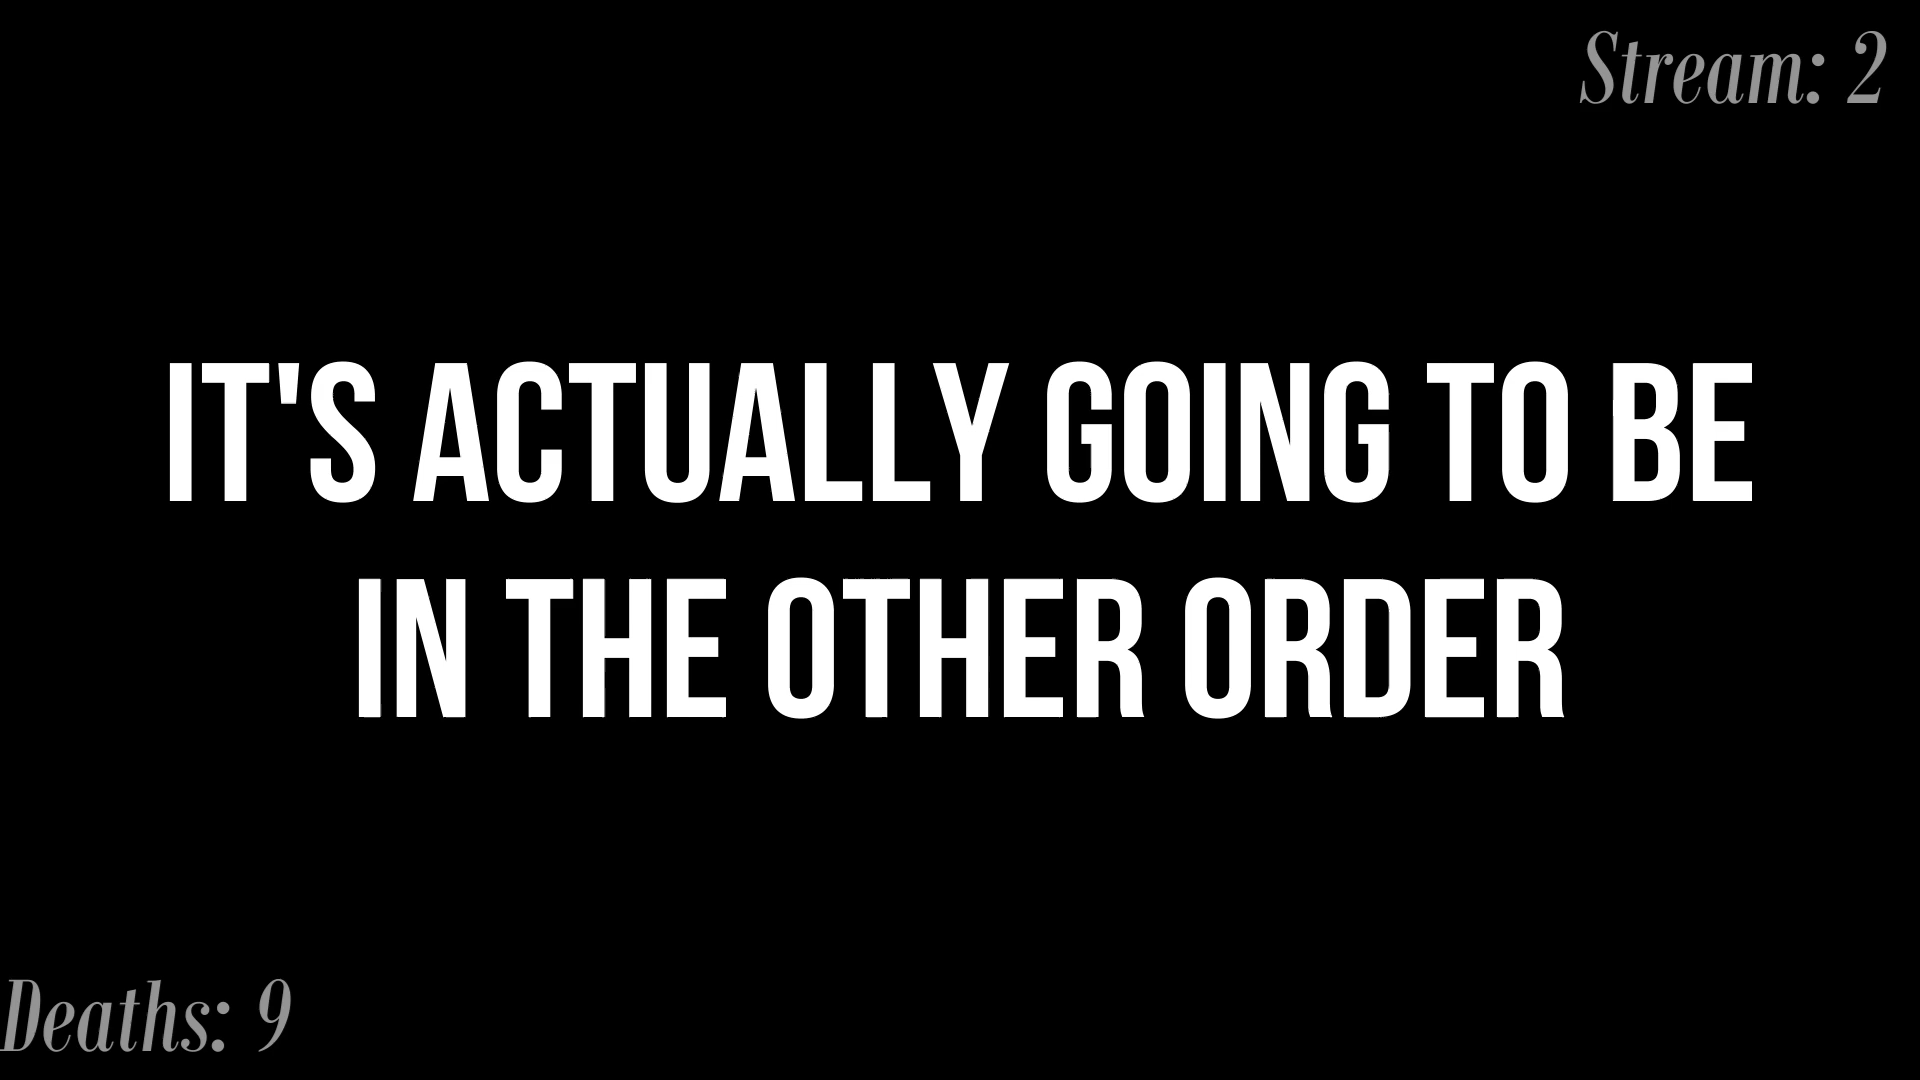 Stream: 2
IT'S ACTUALLY GOING TO BE
IN THE OTHER ORDER
Deaths: 9